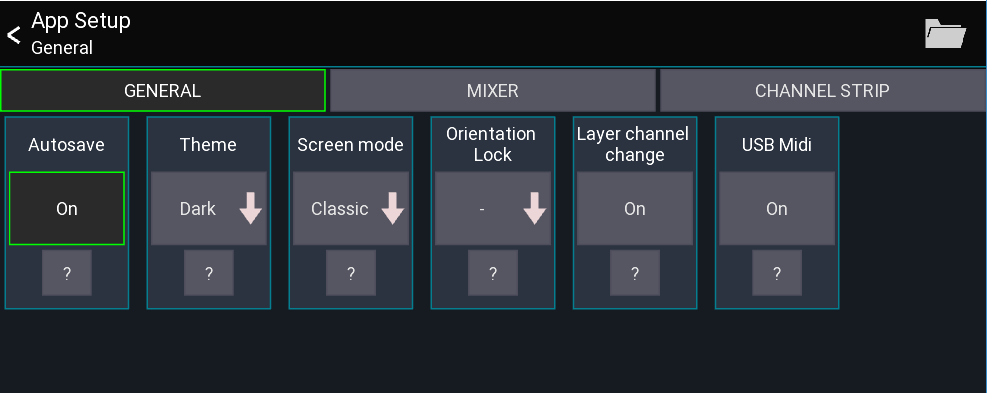 App Setup
General
GENERAL
MIXER
CHANNEL STRIP
Autosave
Theme
Screen mode
Orientation
Lock
Layer channel
change
USB Midi
On
Dark
Classic
-
On
On
?
?
?
?
?
?